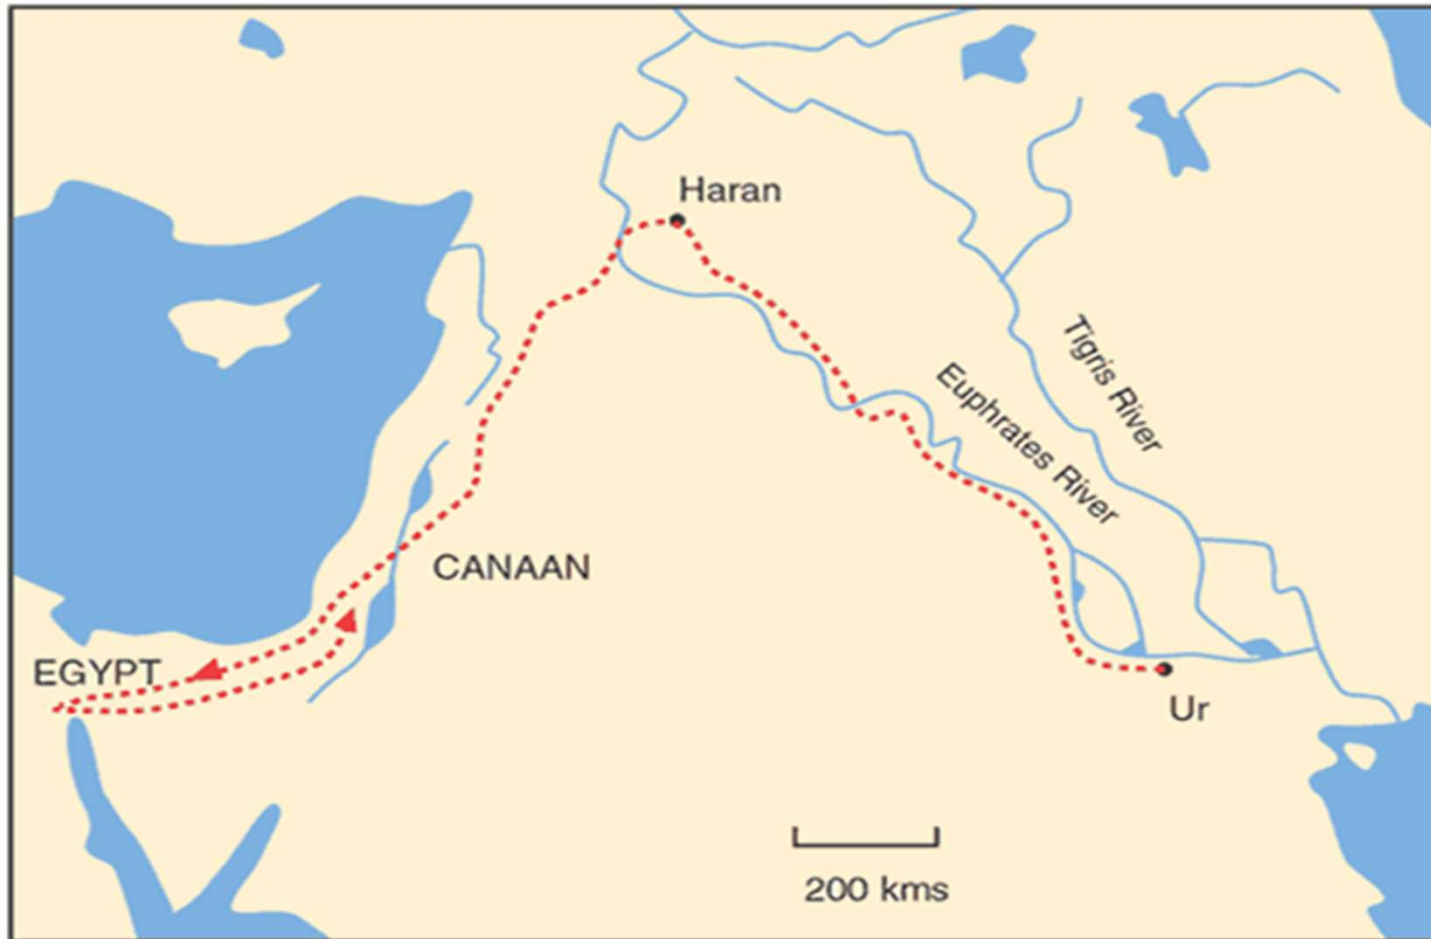 Haran
Tigris River
Euphrates River
CANAAN
EGYPT
Ur
200 kms